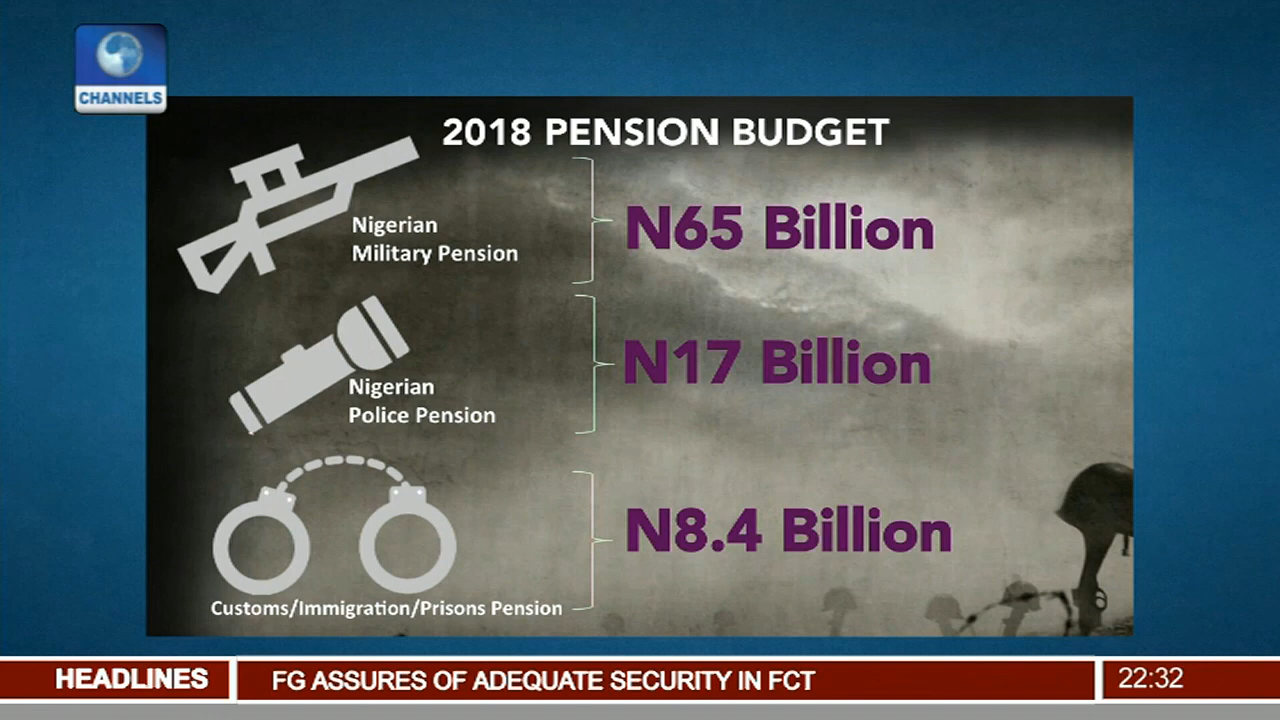 CHANNELS
2018 PENSION BUDGET
Nigerian
Military Pension
N65 Billion
Nigerian
Police Pension
N17 Billion
Customs/Immigration/Prisons Pension
N8.4 Billion
HEADLINES
FG ASSURES OF ADEQUATE SECURITY IN FCT
22:32